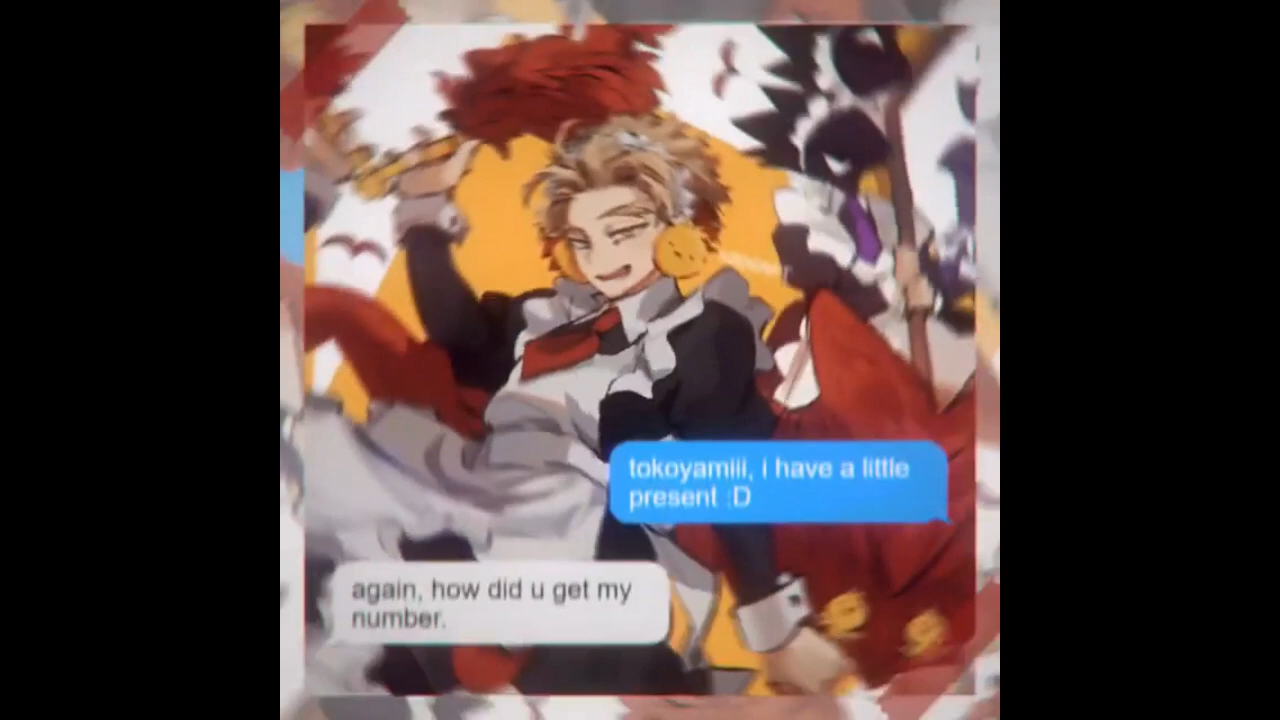 tokoyamiii, i have a little
present :D
again, how did u get my
number.